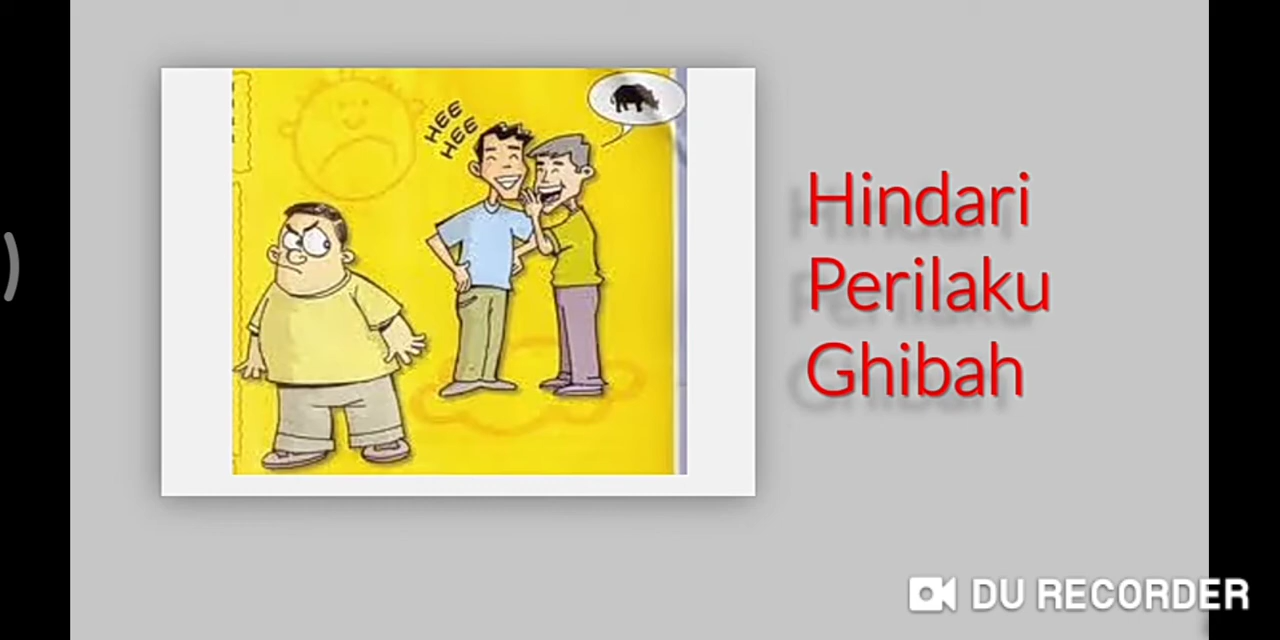 HEE
HEE
Hindari
Perilaku
Ghibah
DU RECORDER